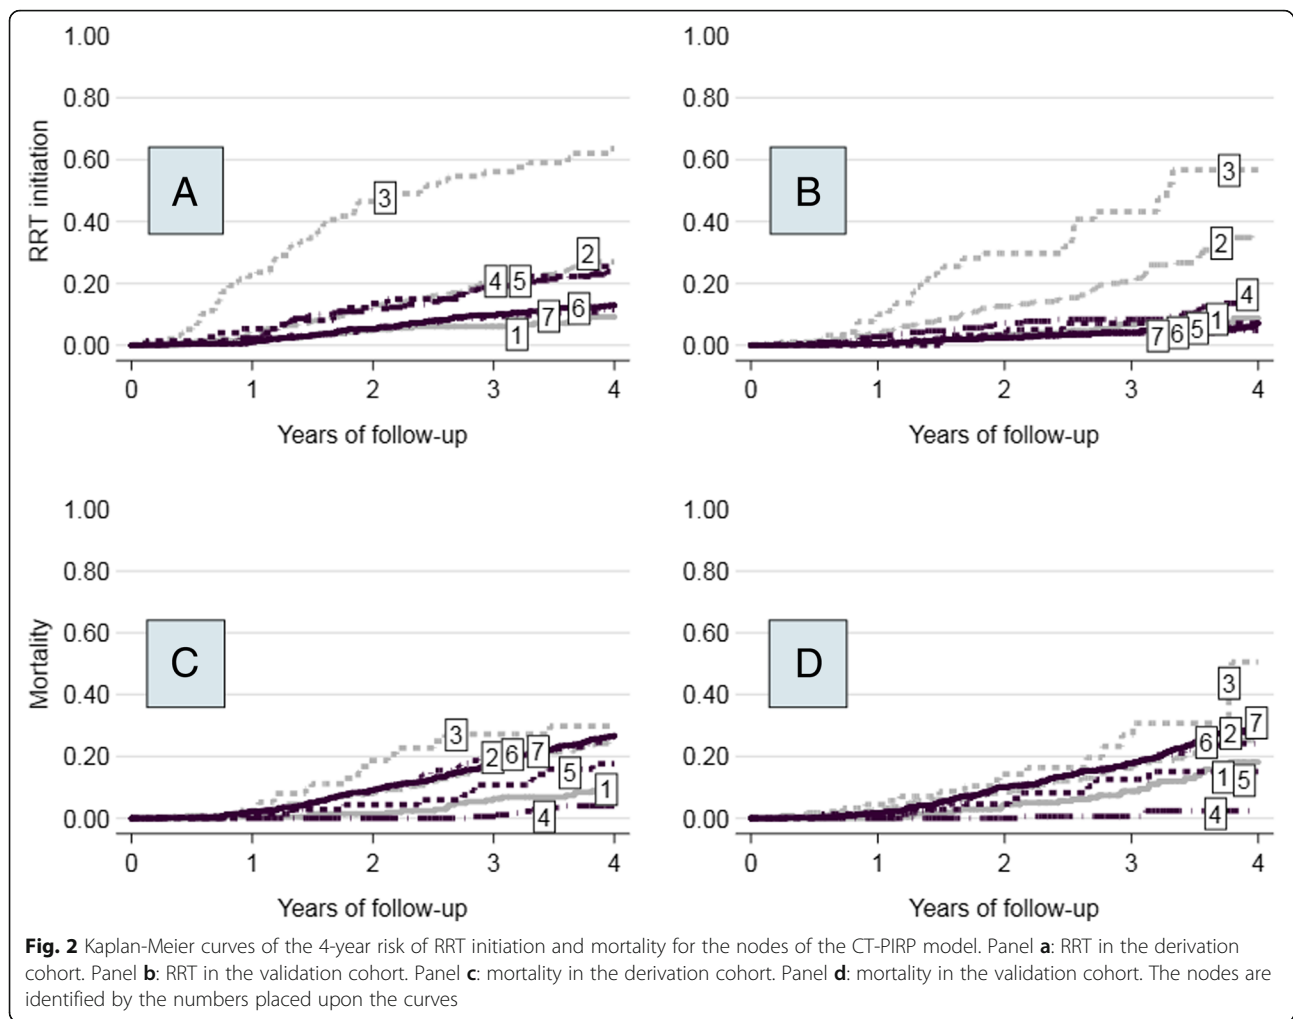 1.00
0.80
0.60
0.40
0.20
0.00
RRT initiation
A
3
2
4 5
7 6
1
0 1 2 3 4
Years of follow-up
1.00
0.80
0.60
0.40
0.20
0.00
B
3
2
4
1
7 6 5
0 1 2 3 4
Years of follow-up
1.00
0.80
0.60
0.40
0.20
0.00
Mortality
C
3
2 6 7
5
1
4
0 1 2 3 4
Years of follow-up
1.00
0.80
0.60
0.40
0.20
0.00
D
3
6 2 7
1 5
4
0 1 2 3 4
Years of follow-up
Fig. 2 Kaplan-Meier curves of the 4-year risk of RRT initiation and mortality for the nodes of the CT-PIRP model. Panel a: RRT in the derivation
cohort. Panel b: RRT in the validation cohort. Panel c: mortality in the derivation cohort. Panel d: mortality in the validation cohort. The nodes are
identified by the numbers placed upon the curves